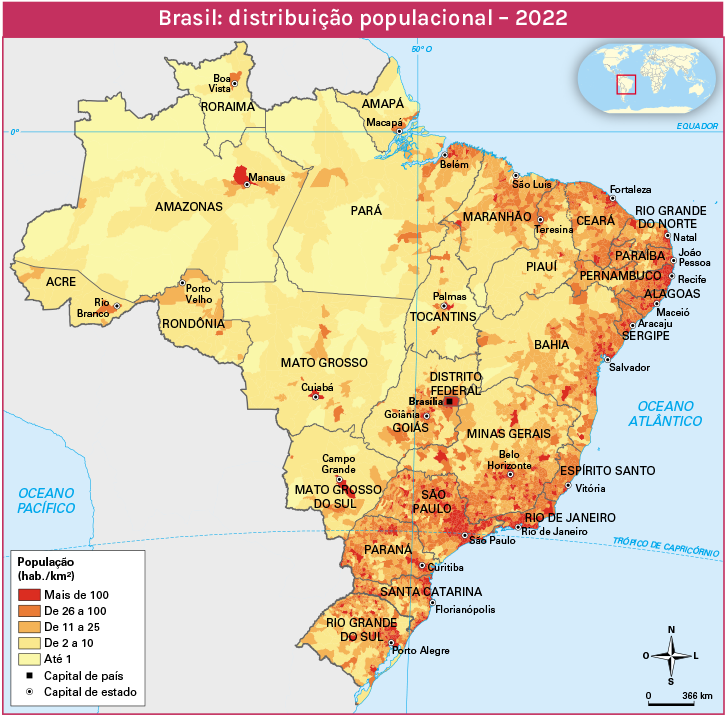 Brasil: distribuição populacional – 2022
50° O
Boa
Vista
RORAIMA
AMAPÁ
Macapá
EQUADOR
0°
Belém
São Luís
Fortaleza
Manaus
AMAZONAS
PARÁ
MARANHÃO
Teresina
CEARÁ
RIO GRANDE
DO NORTE
Natal
PARAÍBA
João
Pessoa
PIAUÍ
PERNAMBUCO
Recife
ACRE
Rio
Branco
Porto
Velho
RONDÔNIA
Palmas
TOCANTINS
ALAGOAS
Maceió
Aracaju
SERGIPE
BAHIA
Salvador
MATO GROSSO
Cuiabá
DISTRITO
FEDERAL
Brasília
Goiânia
GOIÁS
OCEANO
ATLÂNTICO
MINAS GERAIS
Belo
Horizonte
ESPÍRITO SANTO
Vitória
Campo
Grande
MATO GROSSO
DO SUL
SÃO
PAULO
RIO DE JANEIRO
Rio de Janeiro
São Paulo
TRÓPICO DE CAPRICÓRNIO
OCEANO
PACÍFICO
PARANÁ
Curitiba
SANTA CATARINA
Florianópolis
RIO GRANDE
DO SUL
Porto Alegre
População
(hab./km²)
Mais de 100
De 26 a 100
De 11 a 25
De 2 a 10
Até 1
Capital de país
Capital de estado
N
O
L
S
0
366 km